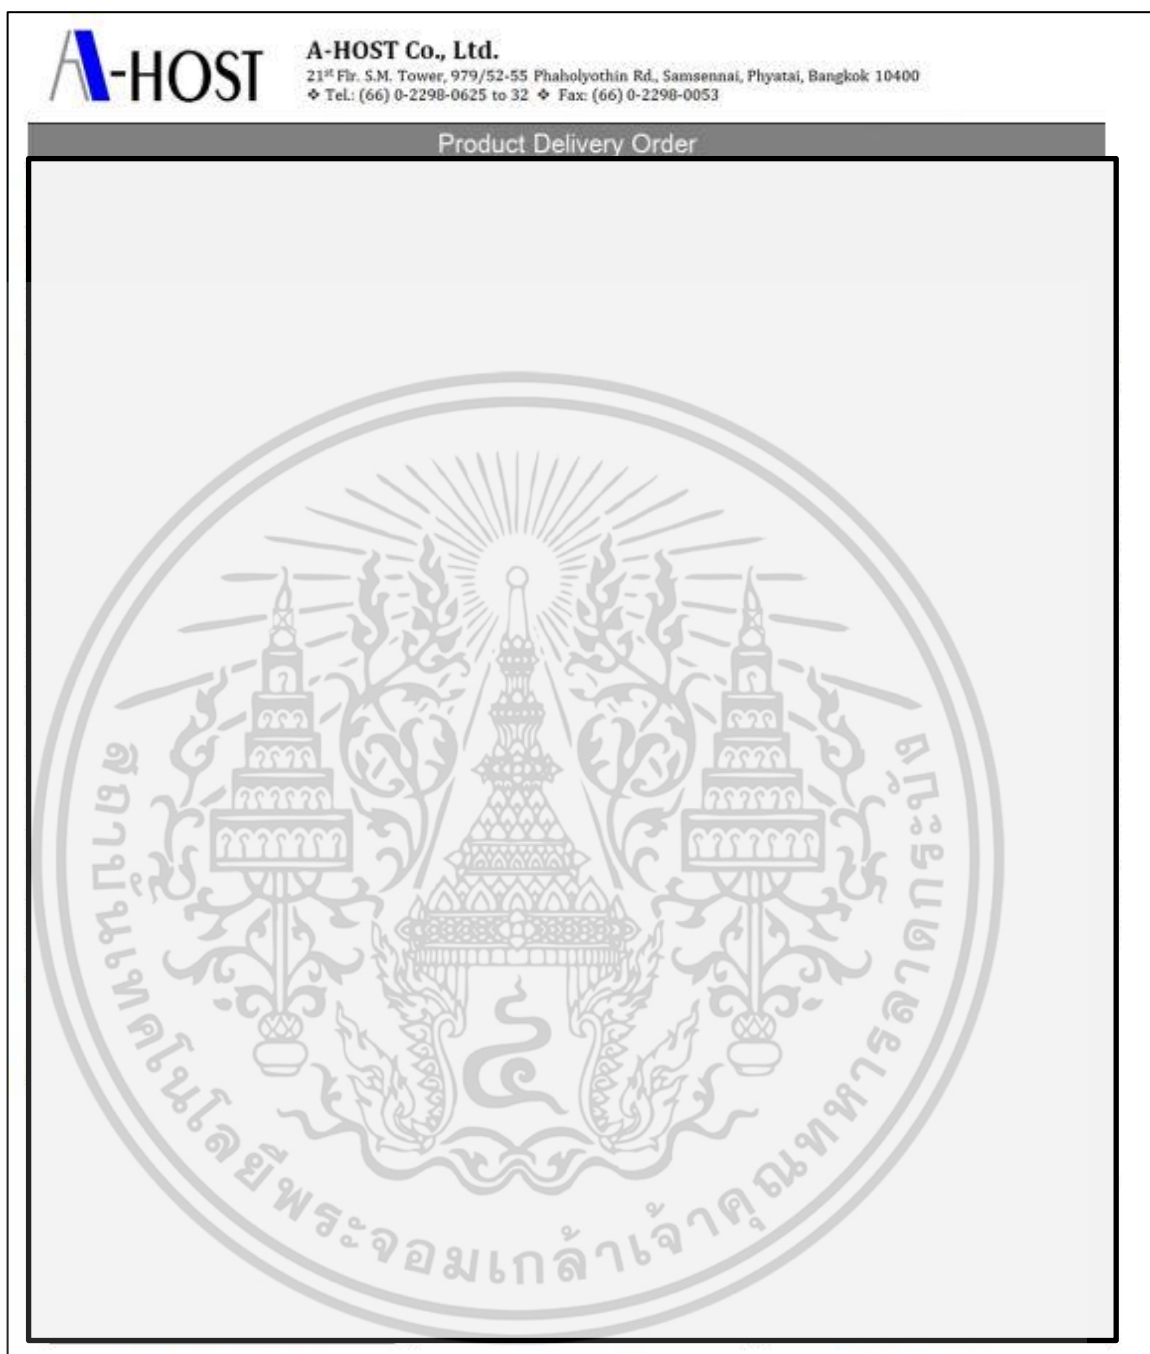 A-HOST
A-HOST Co., Ltd.
21st Flr. S.M. Tower, 979/52-55 Phaholyothin Rd., Samsennai, Phyatai, Bangkok 10400
❖ Tel.: (66) 0-2298-0625 to 32 ❖ Fax: (66) 0-2298-0053
Product Delivery Order
สถาบันเทคโนโลยีพระจอมเกล้าเจ้าคุณทหารลาดกระบัง
๔